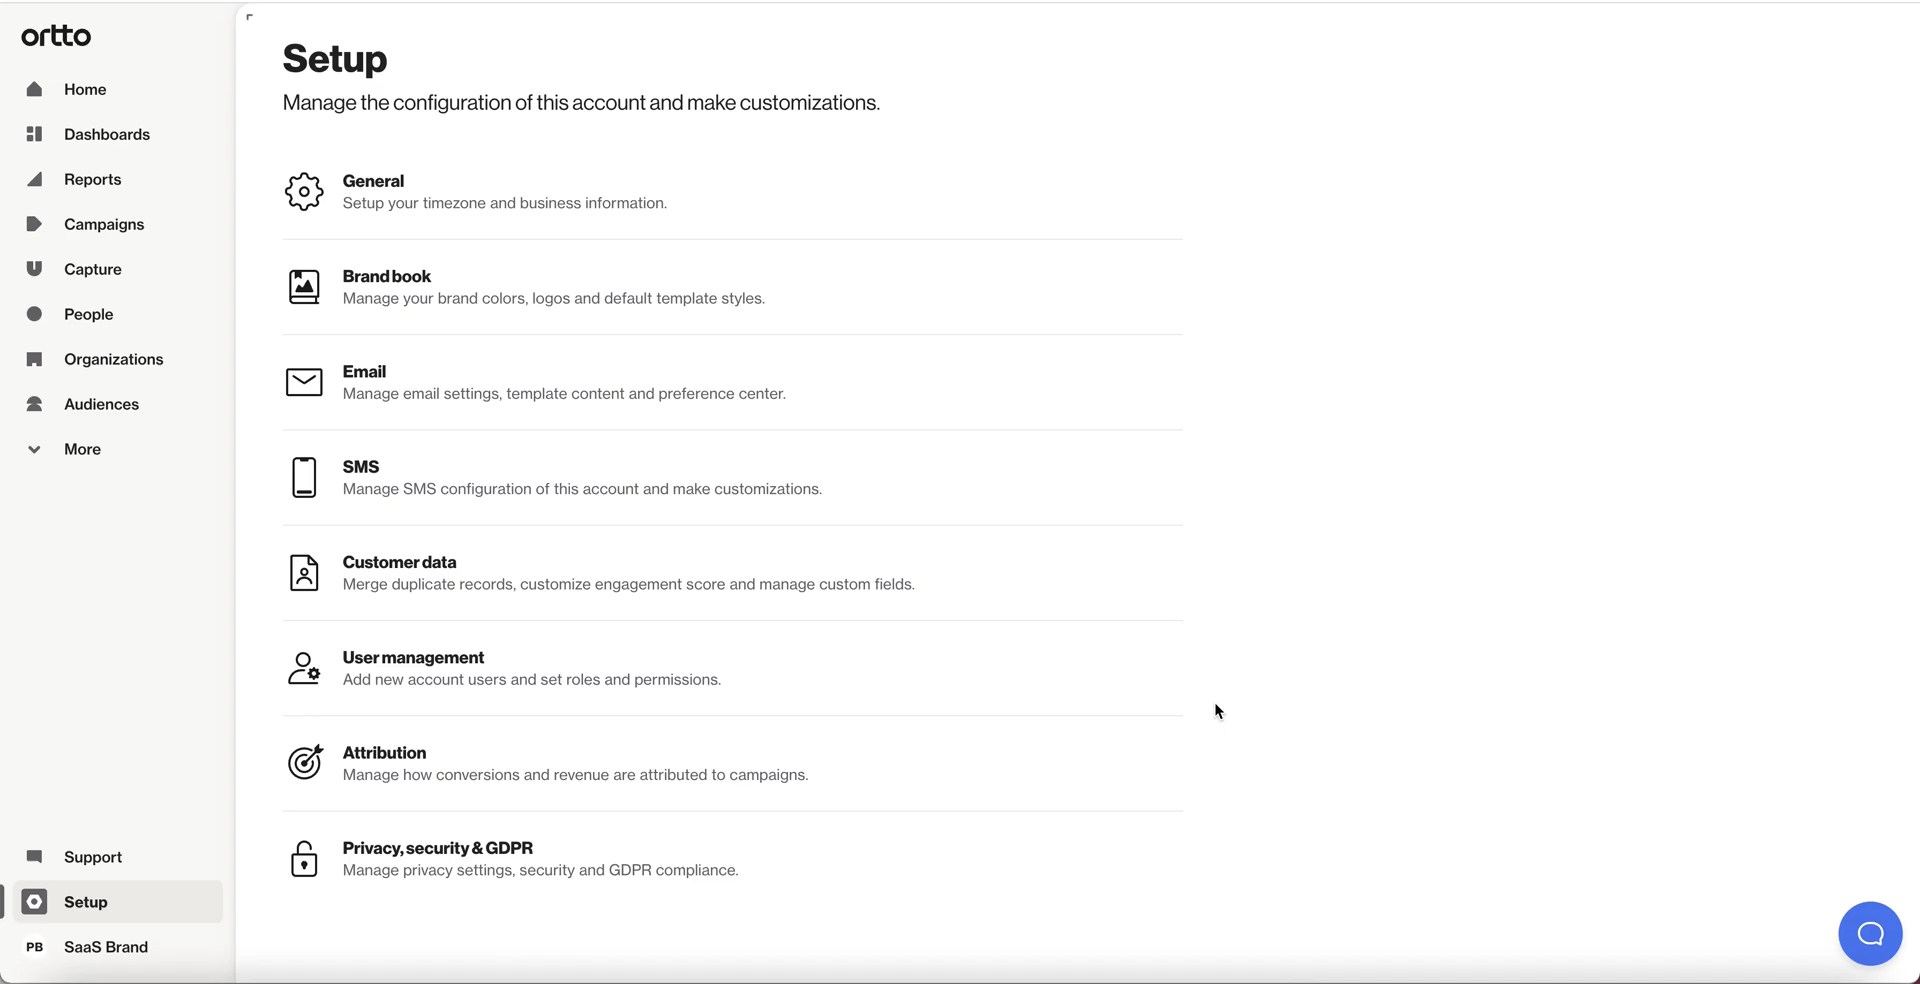 ortto
Home
Dashboards
Reports
Campaigns
Capture
People
Organizations
Audiences
More
Support
Setup
PB SaaS Brand
Setup
Manage the configuration of this account and make customizations.
General
Setup your timezone and business information.
Brand book
Manage your brand colors, logos and default template styles.
Email
Manage email settings, template content and preference center.
SMS
Manage SMS configuration of this account and make customizations.
Customer data
Merge duplicate records, customize engagement score and manage custom fields.
User management
Add new account users and set roles and permissions.
Attribution
Manage how conversions and revenue are attributed to campaigns.
Privacy, security & GDPR
Manage privacy settings, security and GDPR compliance.